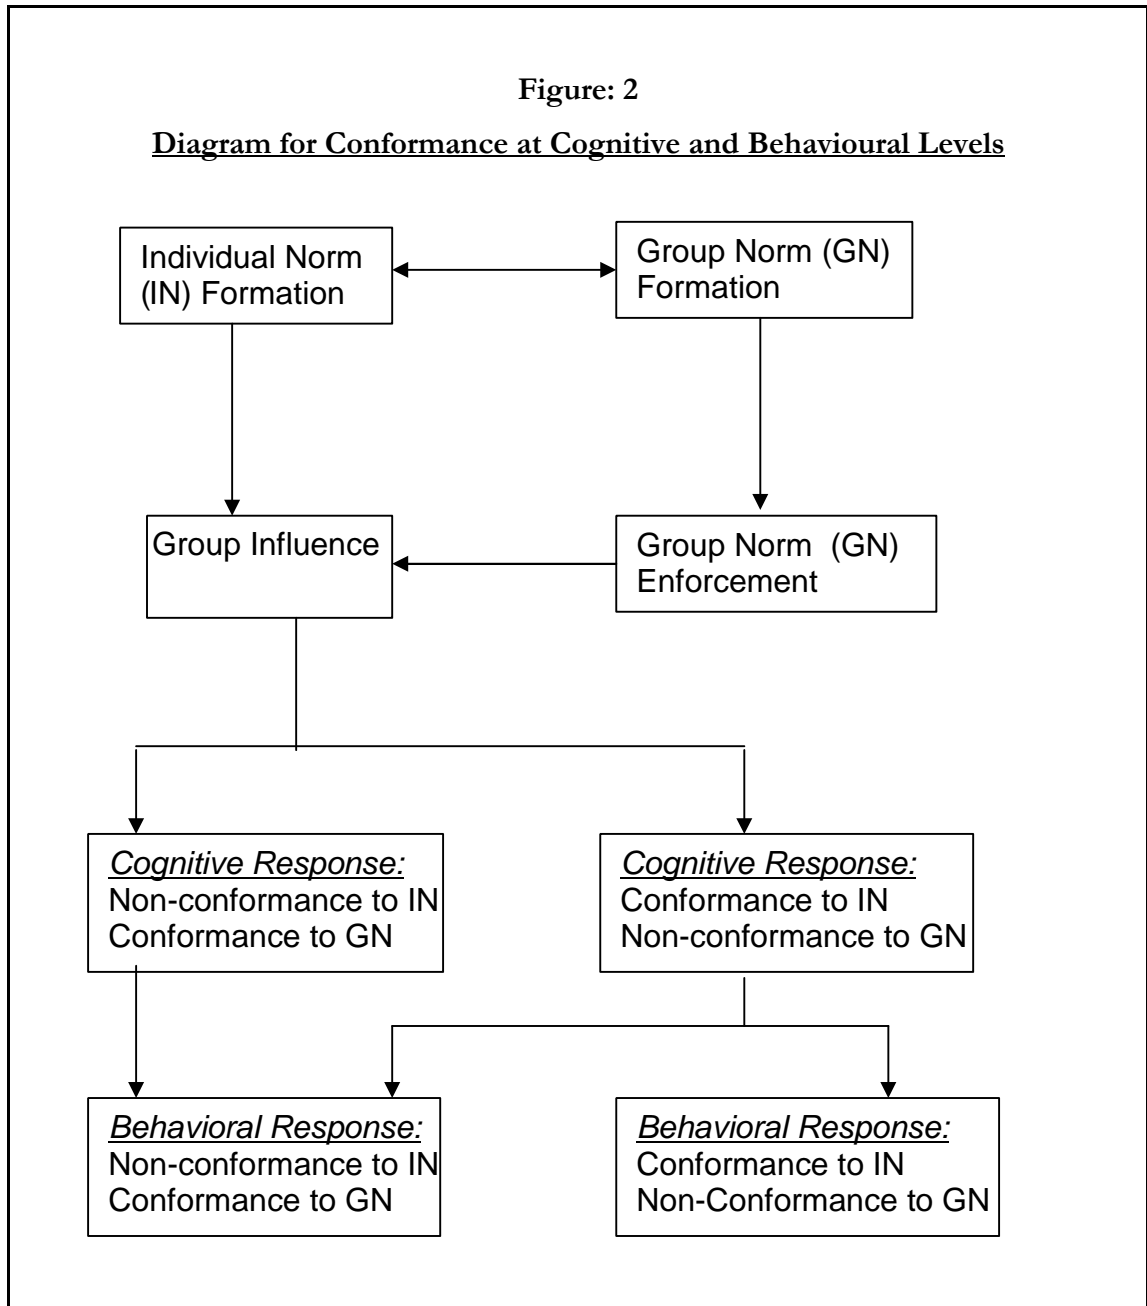 Figure: 2
Diagram for Conformance at Cognitive and Behavioural Levels
Individual Norm
(IN) Formation
Group Norm (GN)
Formation
Group Influence
Group Norm (GN)
Enforcement
Cognitive Response:
Non-conformance to IN
Conformance to GN
Cognitive Response:
Conformance to IN
Non-conformance to GN
Behavioral Response:
Non-conformance to IN
Conformance to GN
Behavioral Response:
Conformance to IN
Non-Conformance to GN